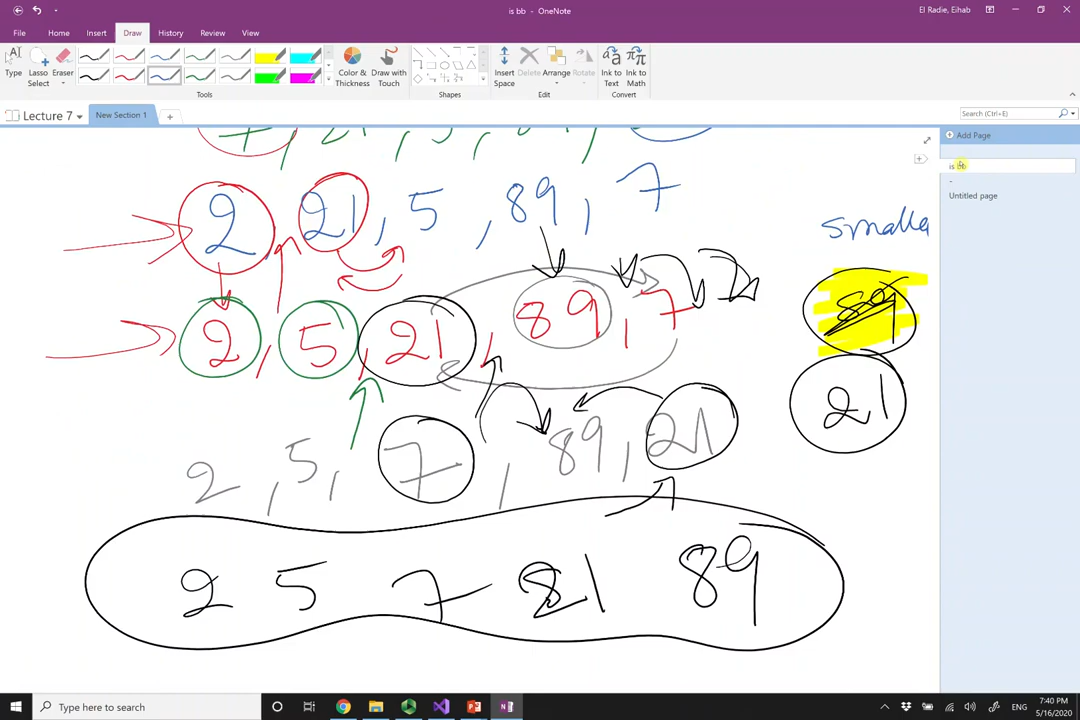 is bb - OneNote
El Radie, Eihab
File Home Insert Draw History Review View
Type Lasso Select Eraser Color & Thickness Draw with Touch Insert Space Delete Arrange Rotate Ink to Text Ink to Math
Tools Shapes Edit Convert
Lecture 7 New Section 1 Search (Ctrl+E)
Add Page
is bb
-
Untitled page
2, 21, 5, 89, 7
smalle
2, 5, 21, 89, 7
89
21
2, 5, 7, 89, 21
2 5 7 21 89
Type here to search
ENG
7:40 PM
5/16/2020